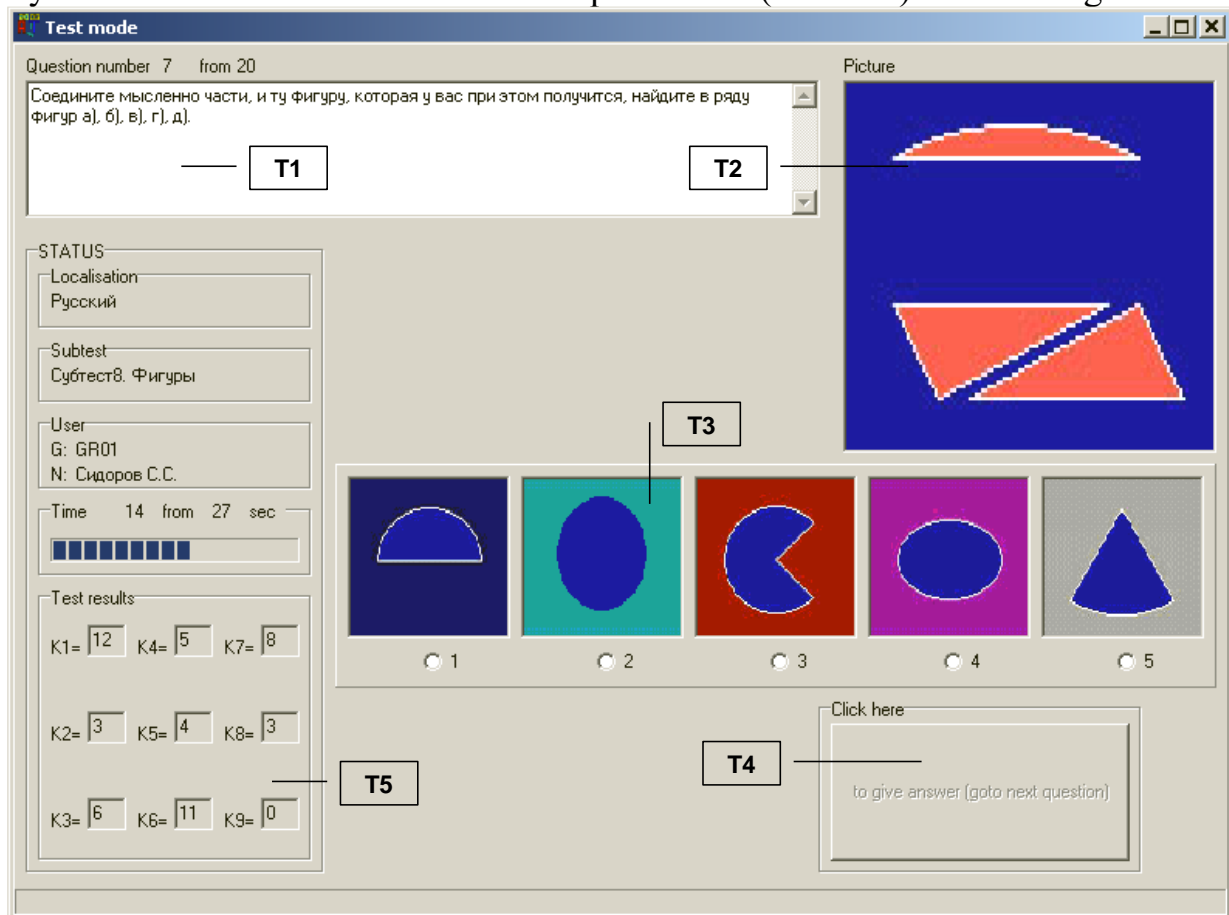 Test mode
Question number 7 from 20
Соедините мысленно части, и ту фигуру, которая у вас при этом получится, найдите в ряду
фигур а), б), в), г), д).
T1
Picture
T2
STATUS
Localisation
Русский
Subtest
Субтест8. Фигуры
User
G: GR01
N: Сидоров С.С.
Time 14 from 27 sec
Test results
K1= 12 K4= 5 K7= 8
K2= 3 K5= 4 K8= 3
K3= 6 K6= 11 K9= 0
T5
T3
1 2 3 4 5
Click here
T4
to give answer (goto next question)